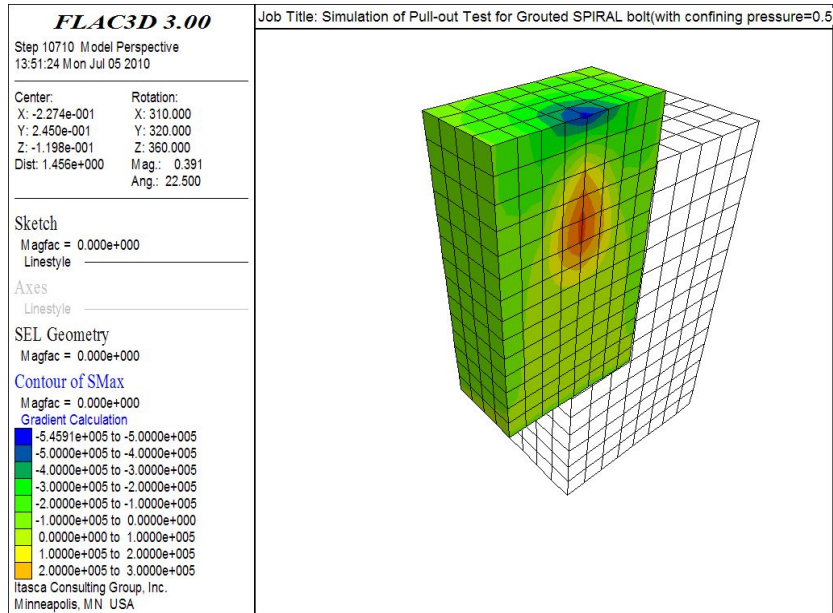 FLAC3D 3.00
Step 10710 Model Perspective
13:51:24 Mon Jul 05 2010
Center:
X: -2.274e-001
Y: 2.450e-001
Z: -1.198e-001
Dist: 1.456e+000
Rotation:
X: 310.000
Y: 320.000
Z: 360.000
Mag.: 0.391
Ang.: 22.500
Sketch
Magfac = 0.000e+000
Linestyle
Axes
Linestyle
SEL Geometry
Magfac = 0.000e+000
Contour of SMax
Magfac = 0.000e+000
Gradient Calculation
-5.4591e+005 to -5.0000e+005
-5.0000e+005 to -4.0000e+005
-4.0000e+005 to -3.0000e+005
-3.0000e+005 to -2.0000e+005
-2.0000e+005 to -1.0000e+005
-1.0000e+005 to 0.0000e+000
0.0000e+000 to 1.0000e+005
1.0000e+005 to 2.0000e+005
2.0000e+005 to 3.0000e+005
Itasca Consulting Group, Inc.
Minneapolis, MN USA
Job Title: Simulation of Pull-out Test for Grouted SPIRAL bolt(with confining pressure=0.5